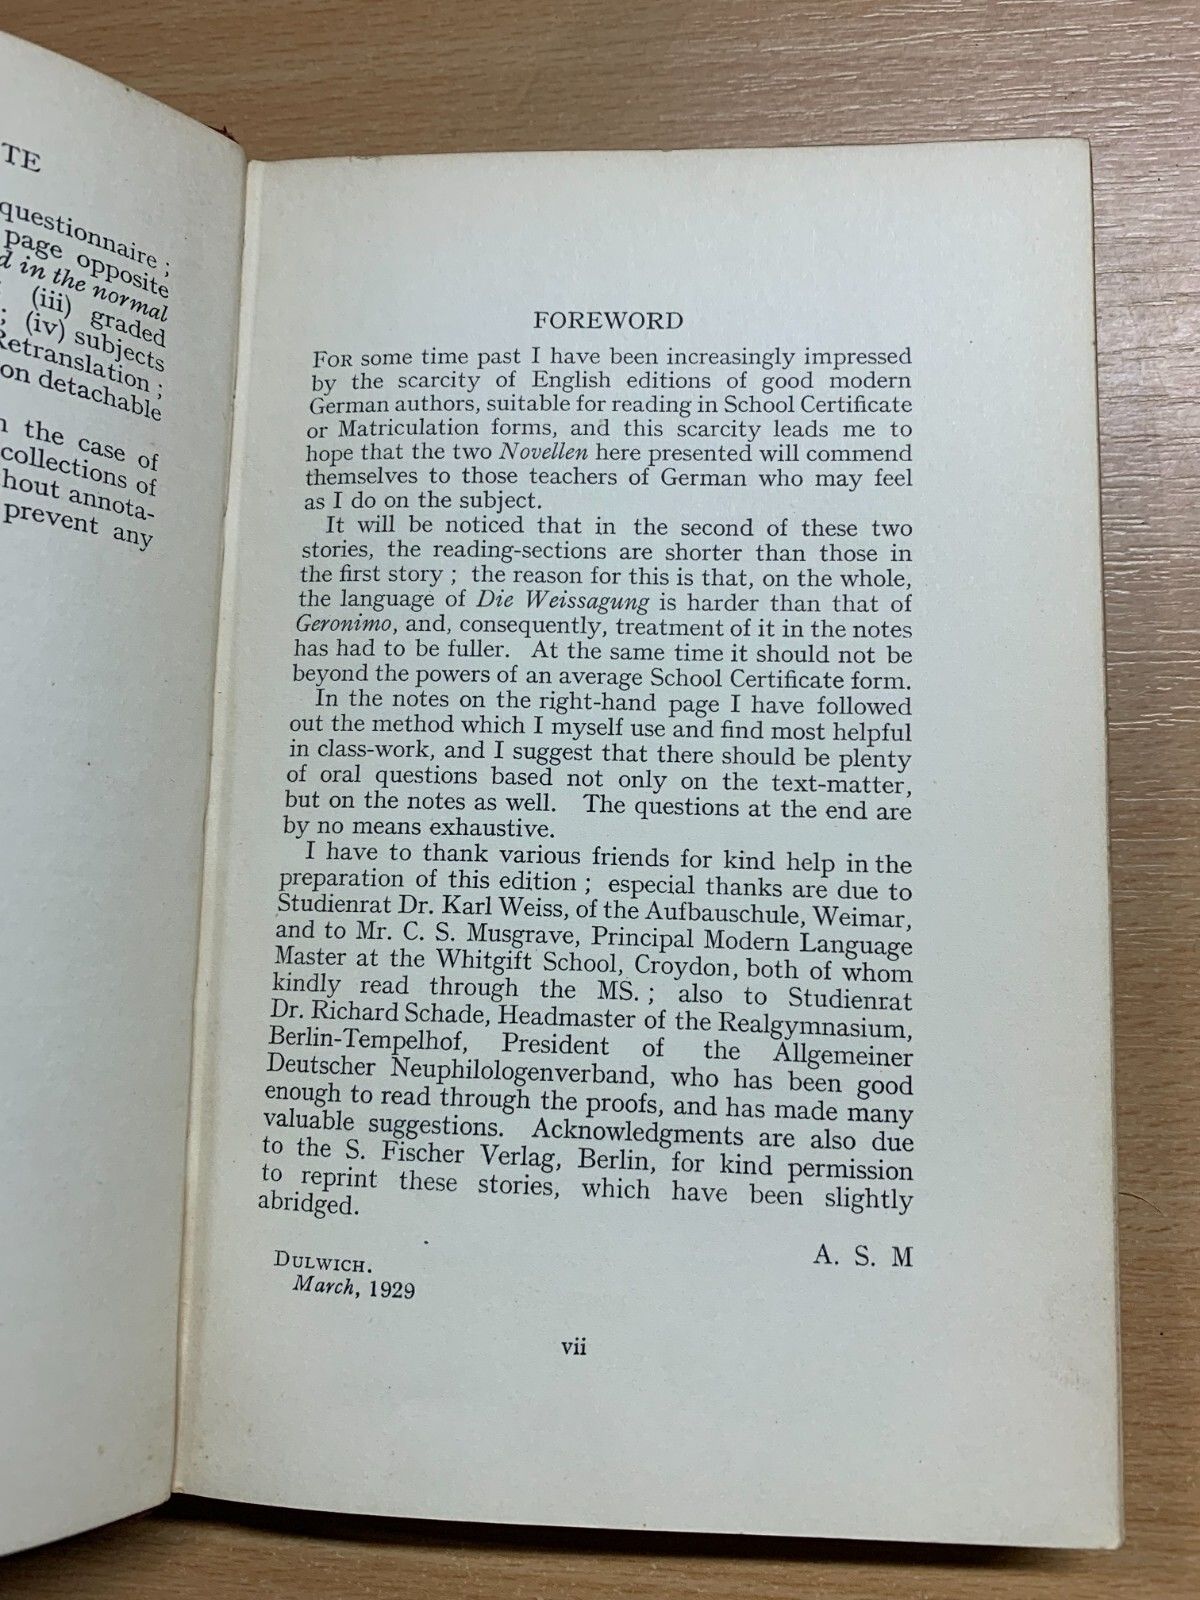 TE
questionnaire ;
page opposite
d in the normal
(iii) graded
; (iv) subjects
Retranslation ;
on detachable
n the case of
collections of
hout annota-
prevent any
FOREWORD
FOR some time past I have been increasingly impressed
by the scarcity of English editions of good modern
German authors, suitable for reading in School Certificate
or Matriculation forms, and this scarcity leads me to
hope that the two Novellen here presented will commend
themselves to those teachers of German who may feel
as I do on the subject.
It will be noticed that in the second of these two
stories, the reading-sections are shorter than those in
the first story ; the reason for this is that, on the whole,
the language of Die Weissagung is harder than that of
Geronimo, and, consequently, treatment of it in the notes
has had to be fuller. At the same time it should not be
beyond the powers of an average School Certificate form.
In the notes on the right-hand page I have followed
out the method which I myself use and find most helpful
in class-work, and I suggest that there should be plenty
of oral questions based not only on the text-matter,
but on the notes as well. The questions at the end are
by no means exhaustive.
I have to thank various friends for kind help in the
preparation of this edition ; especial thanks are due to
Studienrat Dr. Karl Weiss, of the Aufbauschule, Weimar,
and to Mr. C. S. Musgrave, Principal Modern Language
Master at the Whitgift School, Croydon, both of whom
kindly read through the MS. ; also to Studienrat
Dr. Richard Schade, Headmaster of the Realgymnasium,
Berlin-Tempelhof, President of the Allgemeiner
Deutscher Neuphilologenverband, who has been good
enough to read through the proofs, and has made many
valuable suggestions. Acknowledgments are also due
to the S. Fischer Verlag, Berlin, for kind permission
to reprint these stories, which have been slightly
abridged.
A. S. M
DULWICH.
March, 1929
vii